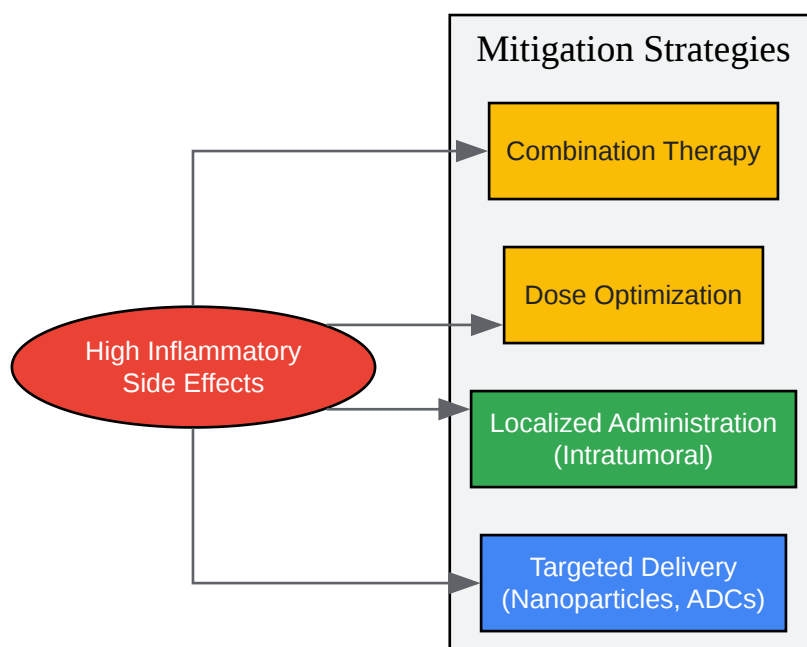 Mitigation Strategies
Combination Therapy
Dose Optimization
High Inflammatory
Side Effects
Localized Administration
(Intratumoral)
Targeted Delivery
(Nanoparticles, ADCs)